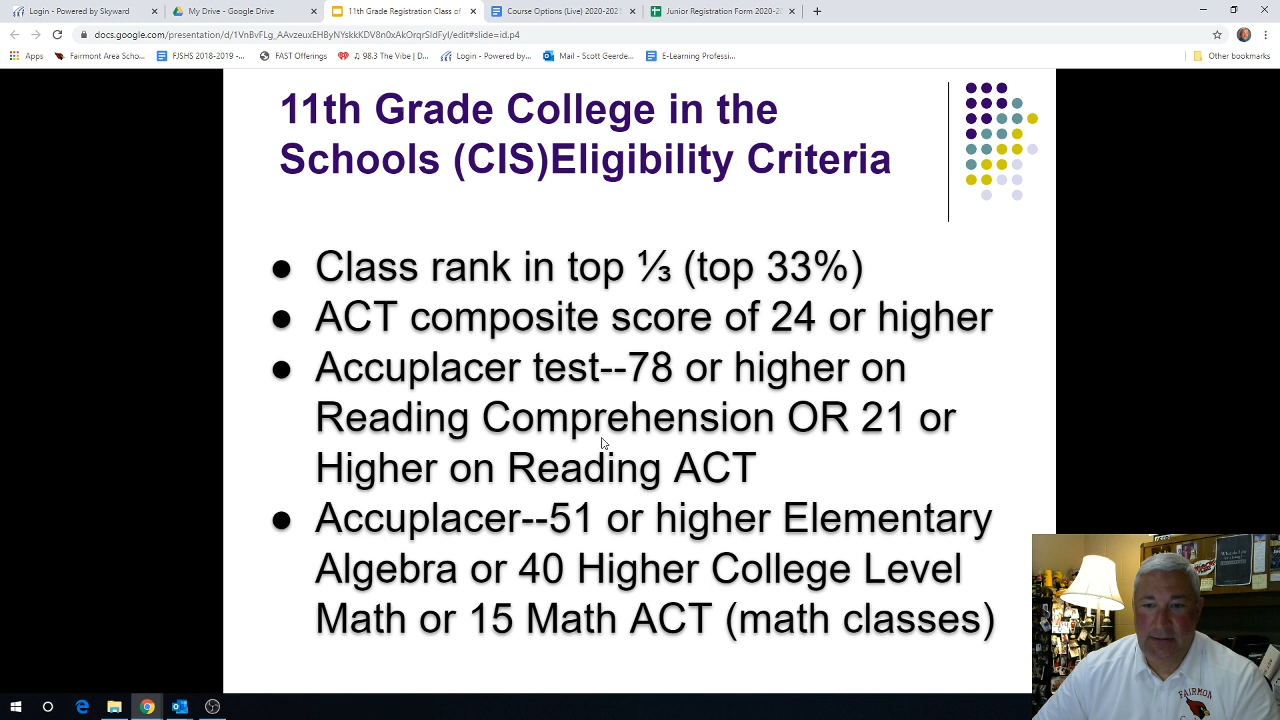 Login - Powered by Skyward
My Drive - Google Drive
11th Grade Registration Class of
Course Options (Live) 2020-2021
Junior Registration Form 2020-20
docs.google.com/presentation/d/1VnBvFLg_AAvzeuxEHByNYskkKDV8n0xAkOrqrSidFyI/edit#slide=id.p4
Apps
Fairmont Area Scho...
FJSHS 2018-2019 -...
FAST Offerings
♫ 98.3 The Vibe | D...
Login - Powered by...
Mail - Scott Geerde...
E-Learning Professi...
Other bookmarks
11th Grade College in the
Schools (CIS)Eligibility Criteria
● Class rank in top ⅓ (top 33%)
● ACT composite score of 24 or higher
● Accuplacer test--78 or higher on
Reading Comprehension OR 21 or
Higher on Reading ACT
● Accuplacer--51 or higher Elementary
Algebra or 40 Higher College Level
Math or 15 Math ACT (math classes)
FAIRMON